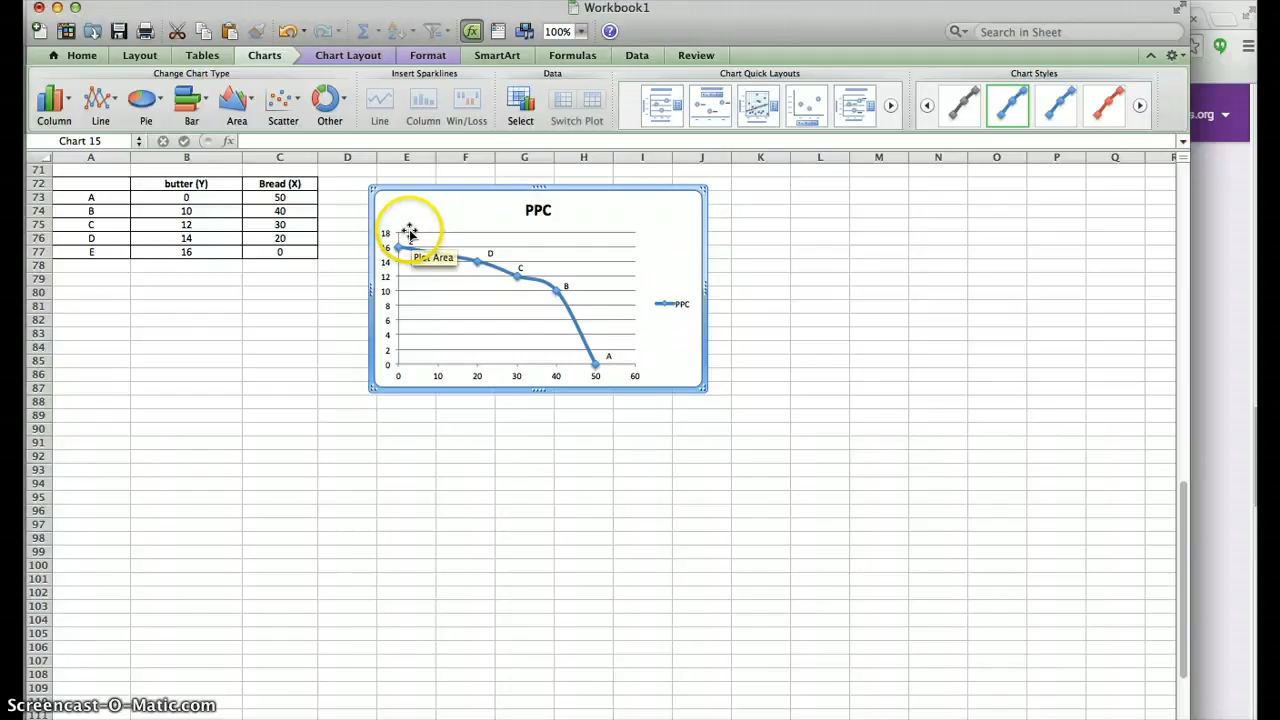 Workbook1
100%
Search in Sheet
Home Layout Tables Charts Chart Layout Format SmartArt Formulas Data Review
Change Chart Type Insert Sparklines Data Chart Quick Layouts Chart Styles
Column Line Pie Bar Area Scatter Other Line Column Win/Loss Select Switch Plot
s.org
Chart 15 fx
A B C D E F G H I J K L M N O P Q R
71
72 butter (Y) Bread (X)
73 A 0 50
74 B 10 40
75 C 12 30
76 D 14 20
77 E 16 0
78
79
80
81
82
83
84
85
86
87
88
89
90
91
92
93
94
95
96
97
98
99
100
101
102
103
104
105
106
107
108
109
PPC
18
16
14
12
10
8
6
4
2
0
0 10 20 30 40 50 60
D
C
B
A
Plot Area
PPC
Screencast-O-Matic.com